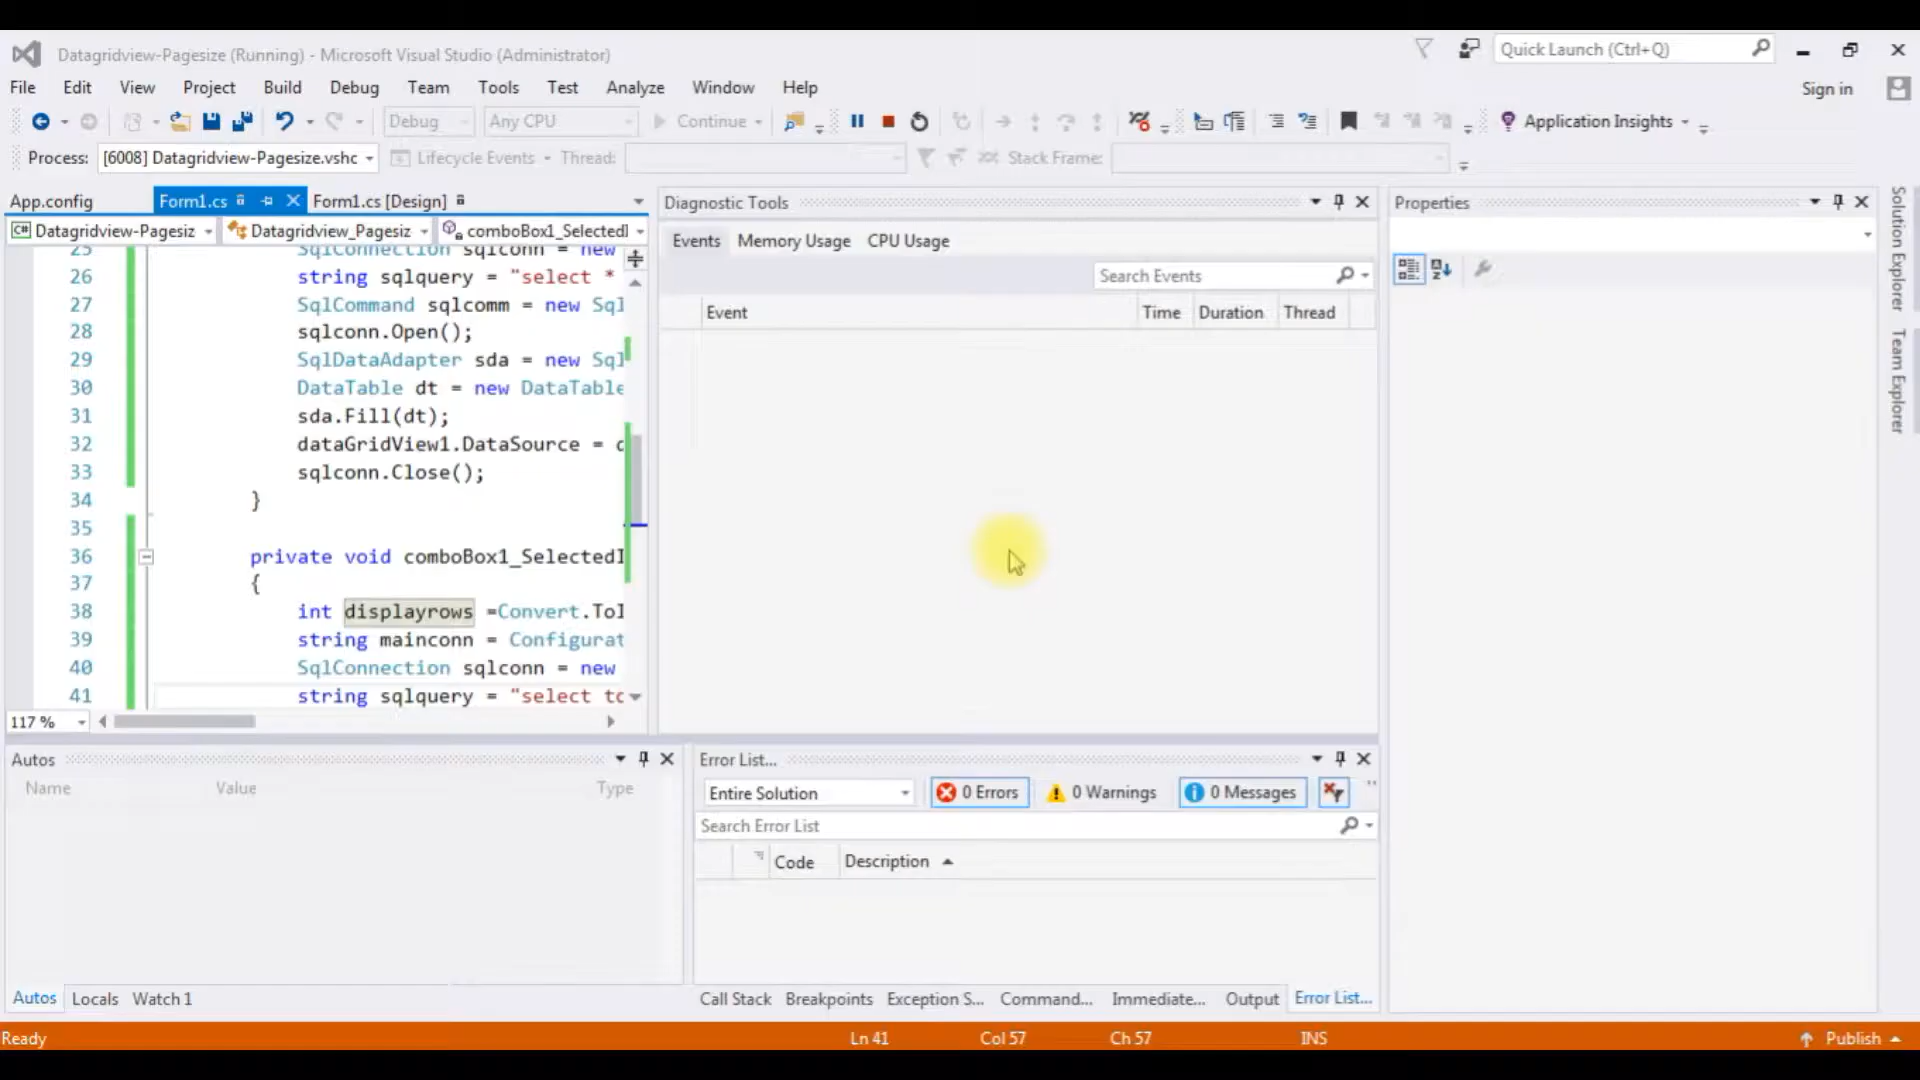 Datagridview-Pagesize (Running) - Microsoft Visual Studio (Administrator)
Quick Launch (Ctrl+Q)
File Edit View Project Build Debug Team Tools Test Analyze Window Help
Sign in
Debug Any CPU Continue Application Insights
Process: [6008] Datagridview-Pagesize.vshc Lifecycle Events Thread: Stack Frame:
App.config Form1.cs Form1.cs [Design]
C# Datagridview-Pagesiz Datagridview_Pagesiz comboBox1_SelectedI
25 SqlConnection sqlconn = new
26 string sqlquery = "select *
27 SqlCommand sqlcomm = new Sql
28 sqlconn.Open();
29 SqlDataAdapter sda = new Sql
30 DataTable dt = new DataTable
31 sda.Fill(dt);
32 dataGridView1.DataSource = d
33 sqlconn.Close();
34 }
35
36 private void comboBox1_SelectedI
37 {
38 int displayrows =Convert.ToI
39 string mainconn = Configurat
40 SqlConnection sqlconn = new
41 string sqlquery = "select to
117 %
Diagnostic Tools
Events Memory Usage CPU Usage
Search Events
Event Time Duration Thread
Properties
Solution Explorer
Team Explorer
Autos
Name Value Type
Autos Locals Watch 1
Error List...
Entire Solution 0 Errors 0 Warnings 0 Messages
Search Error List
Code Description
Call Stack Breakpoints Exception S... Command... Immediate... Output Error List...
Ready Ln 41 Col 57 Ch 57 INS Publish